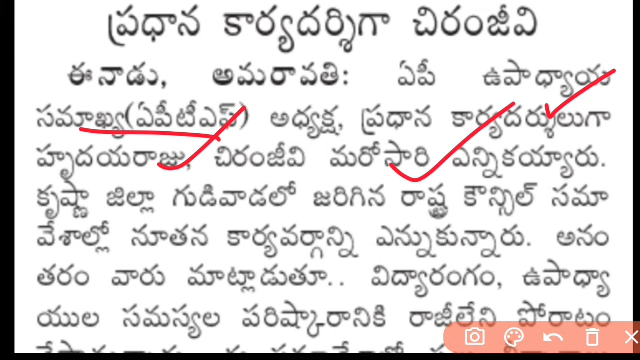 ప్రధాన కార్యదర్శిగా చిరంజీవి
ఈనాడు, అమరావతి: ఏపీ ఉపాధ్యాయ
సమాఖ్య(ఏపీటీఎఫ్) అధ్యక్ష, ప్రధాన కార్యదర్శులుగా
హృదయరాజు, చిరంజీవి మరోసారి ఎన్నికయ్యారు.
కృష్ణా జిల్లా గుడివాడలో జరిగిన రాష్ట్ర కౌన్సిల్ సమా
వేశాల్లో నూతన కార్యవర్గాన్ని ఎన్నుకున్నారు. అనం
తరం వారు మాట్లాడుతూ.. విద్యారంగం, ఉపాధ్యా
యుల సమస్యల పరిష్కారానికి రాజీలేని పోరాటం